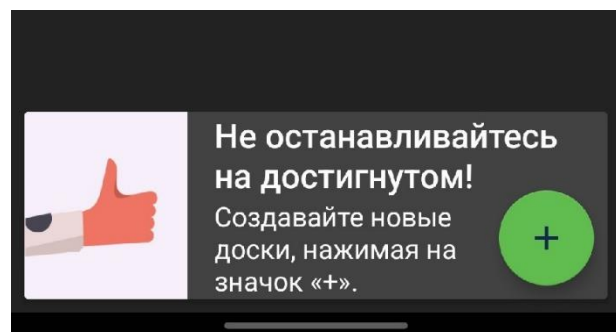 Не останавливайтесь
на достигнутом!
Создавайте новые
доски, нажимая на
значок «+».
+